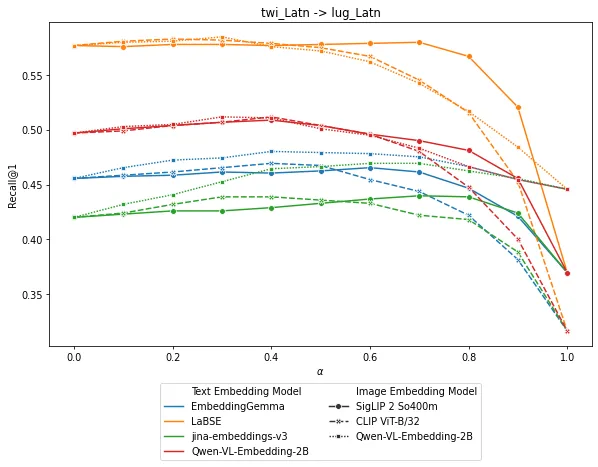 twi_Latn -> lug_Latn
Recall@1
0.55
0.50
0.45
0.40
0.35
0.0 0.2 0.4 0.6 0.8 1.0
α
Text Embedding Model
EmbeddingGemma
LaBSE
jina-embeddings-v3
Qwen-VL-Embedding-2B
Image Embedding Model
SigLIP 2 So400m
CLIP ViT-B/32
Qwen-VL-Embedding-2B